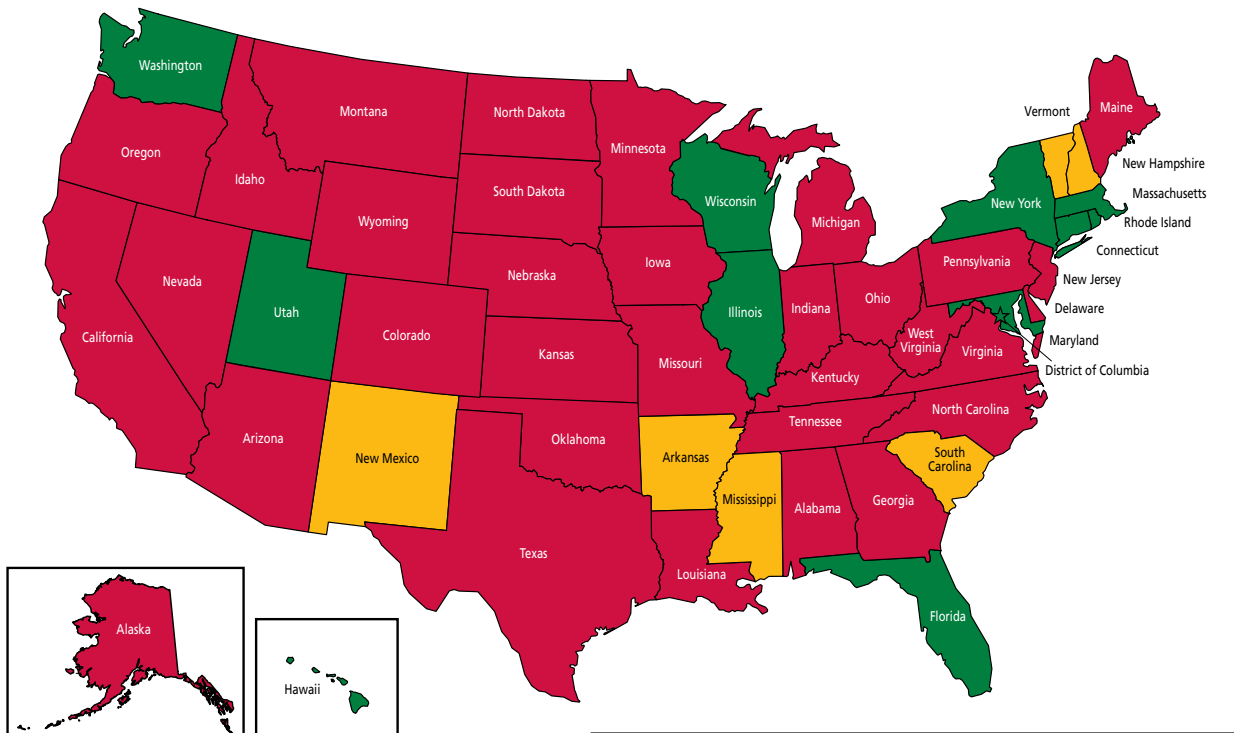 Washington
Montana
North Dakota
Minnesota
Vermont
Maine
Oregon
Idaho
South Dakota
Wisconsin
New York
New Hampshire
Massachusetts
Wyoming
Michigan
Rhode Island
Connecticut
Nevada
Nebraska
Iowa
Pennsylvania
New Jersey
Utah
Illinois
Indiana
Ohio
Delaware
California
Colorado
Kansas
Missouri
West
Virginia
Virginia
Maryland
Kentucky
District of Columbia
Arizona
New Mexico
Oklahoma
Arkansas
Tennessee
North Carolina
South
Carolina
Mississippi
Alabama
Georgia
Texas
Louisiana
Florida
Alaska
Hawaii